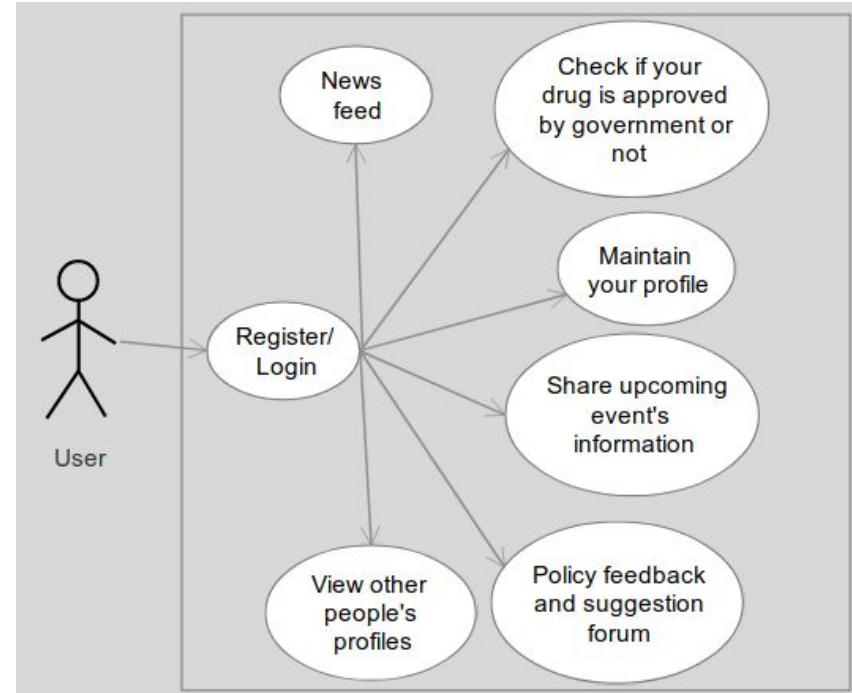 News
feed
Check if your
drug is approved
by government or
not
Maintain
your profile
Register/
Login
Share upcoming
event's
information
User
View other
people's
profiles
Policy feedback
and suggestion
forum